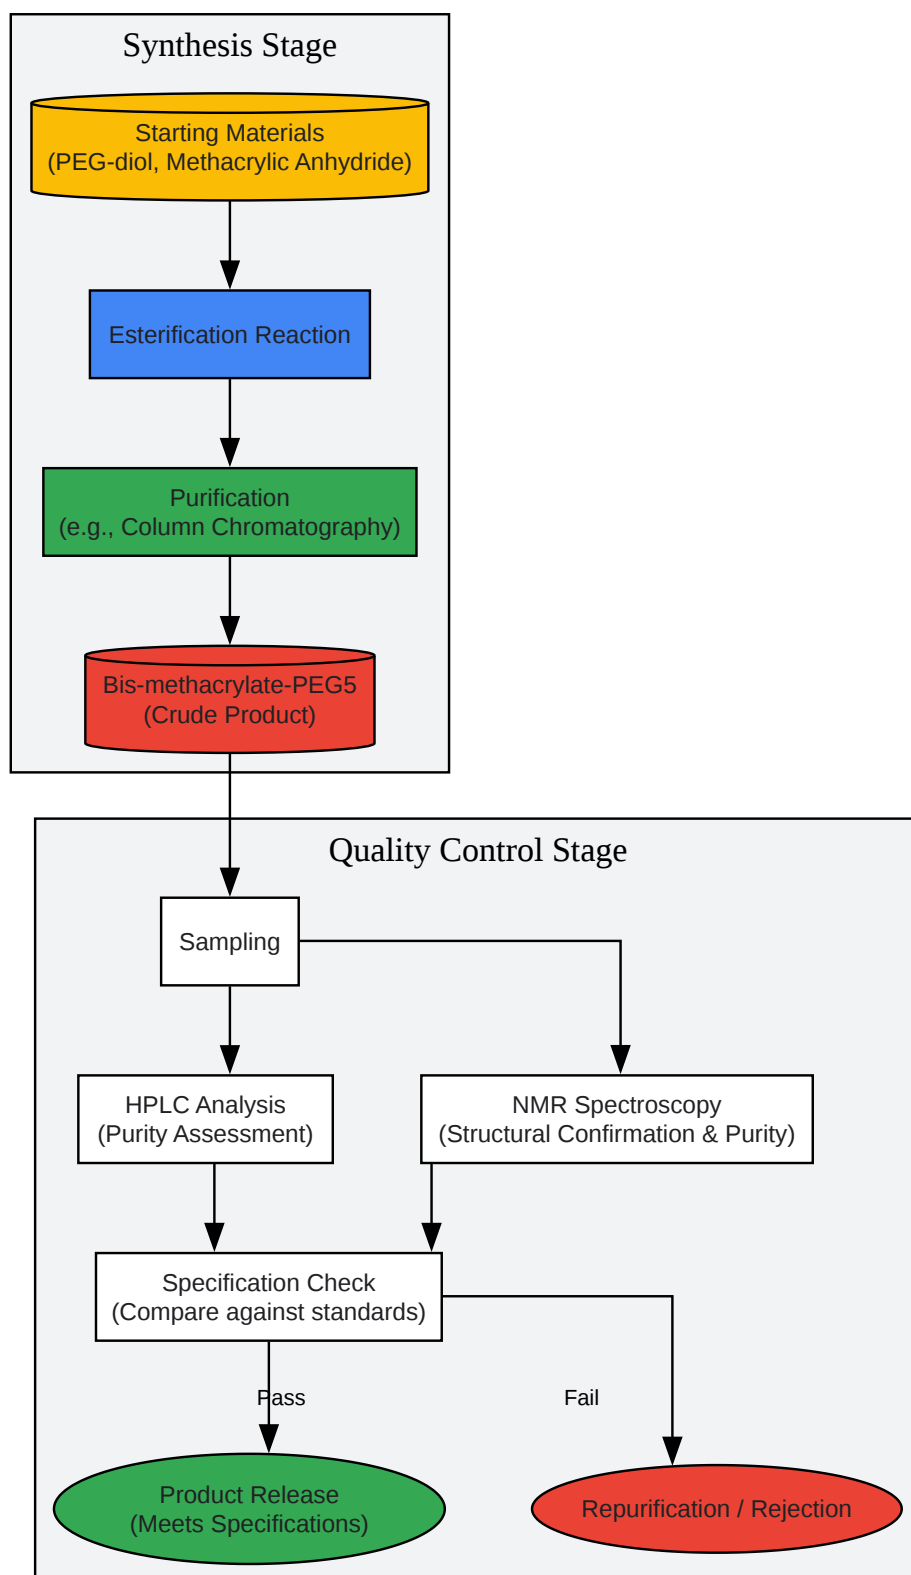 Synthesis Stage
Starting Materials
(PEG-diol, Methacrylic Anhydride)
Esterification Reaction
Purification
(e.g., Column Chromatography)
Bis-methacrylate-PEG5
(Crude Product)
Quality Control Stage
Sampling
HPLC Analysis
(Purity Assessment)
NMR Spectroscopy
(Structural Confirmation & Purity)
Specification Check
(Compare against standards)
Pass
Fail
Product Release
(Meets Specifications)
Repurification / Rejection